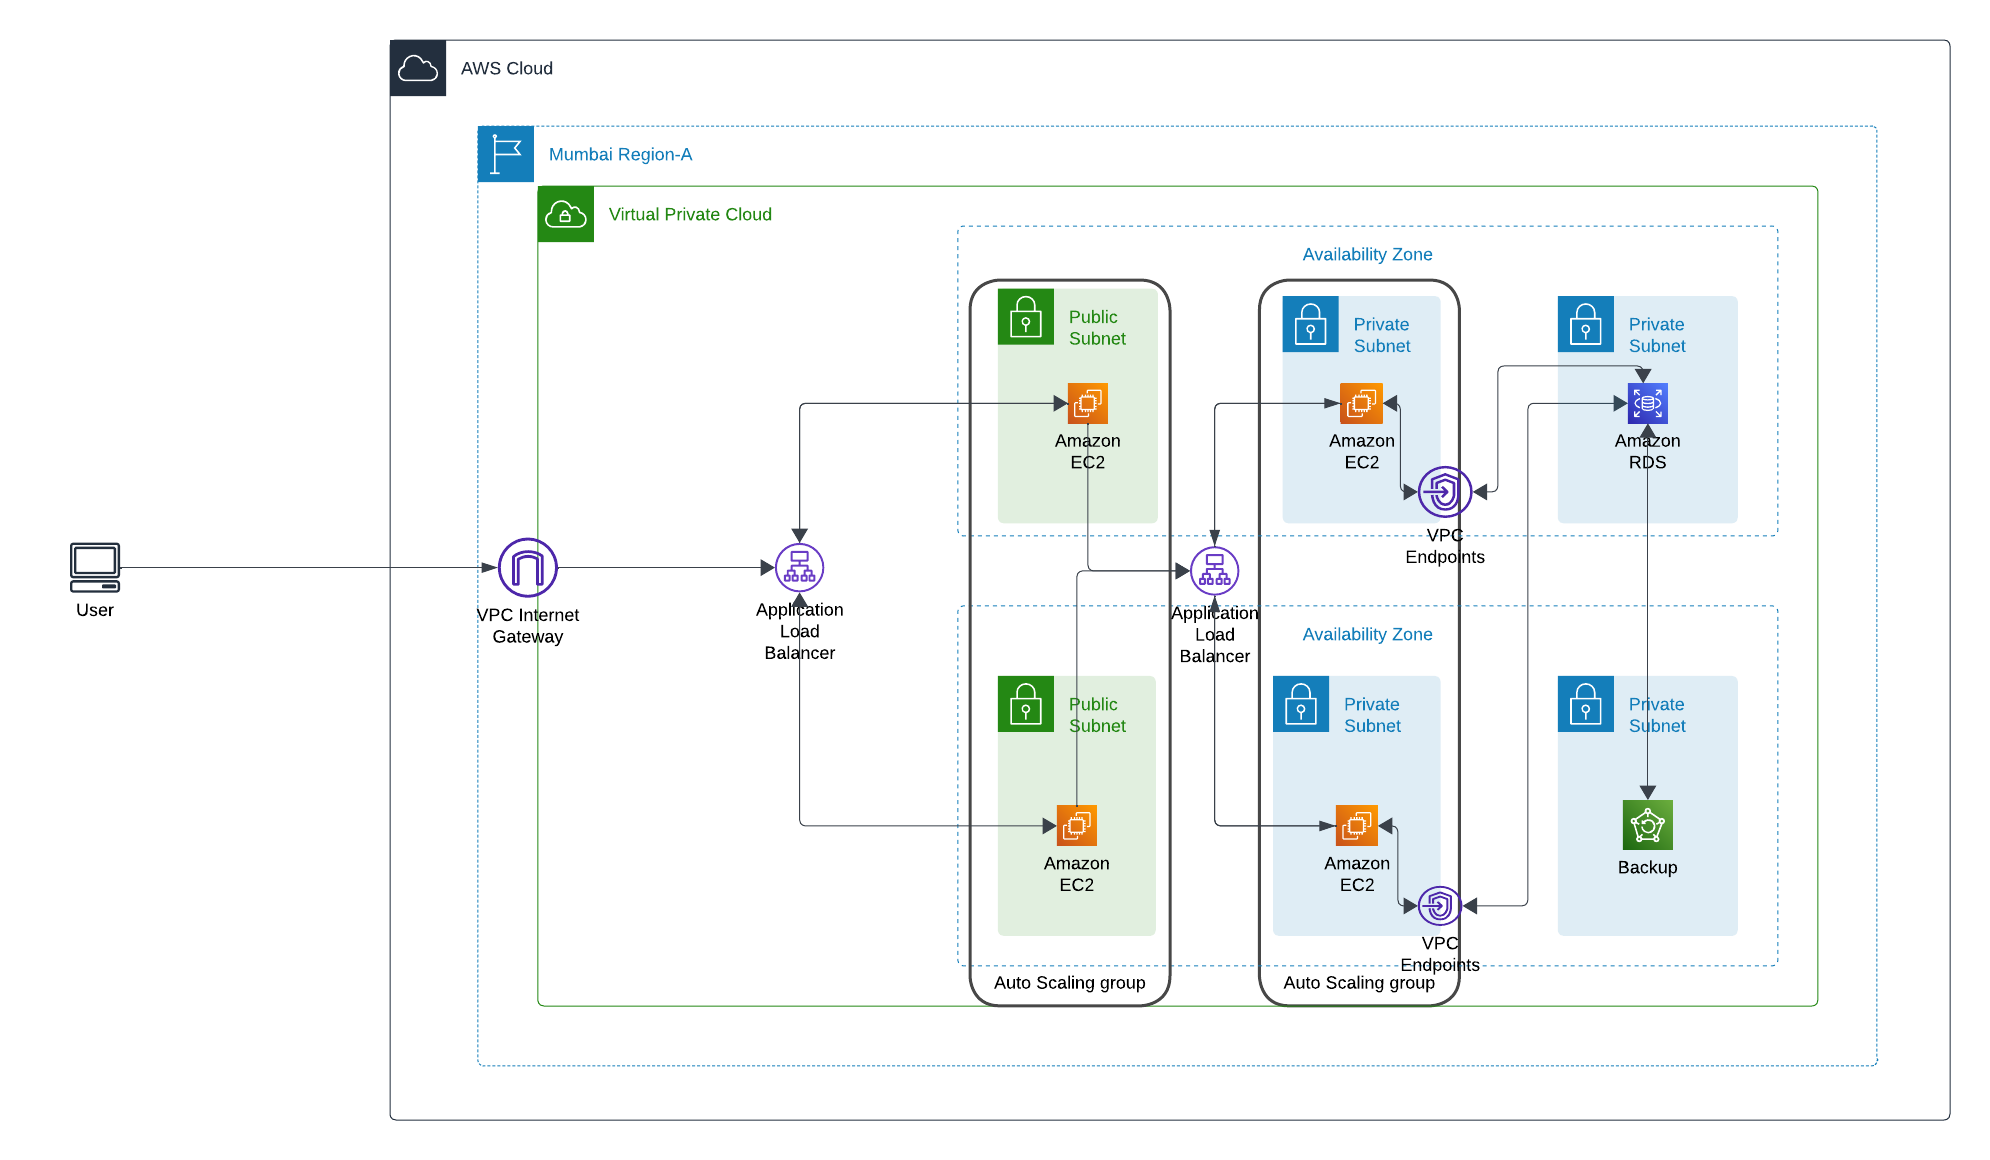 AWS Cloud
Mumbai Region-A
Virtual Private Cloud
Availability Zone
Public
Subnet
Private
Subnet
Private
Subnet
Amazon
EC2
Amazon
EC2
Amazon
RDS
VPC
Endpoints
User
VPC Internet
Gateway
Application
Load
Balancer
Application
Load
Balancer
Availability Zone
Public
Subnet
Private
Subnet
Private
Subnet
Amazon
EC2
Amazon
EC2
Backup
VPC
Endpoints
Auto Scaling group
Auto Scaling group